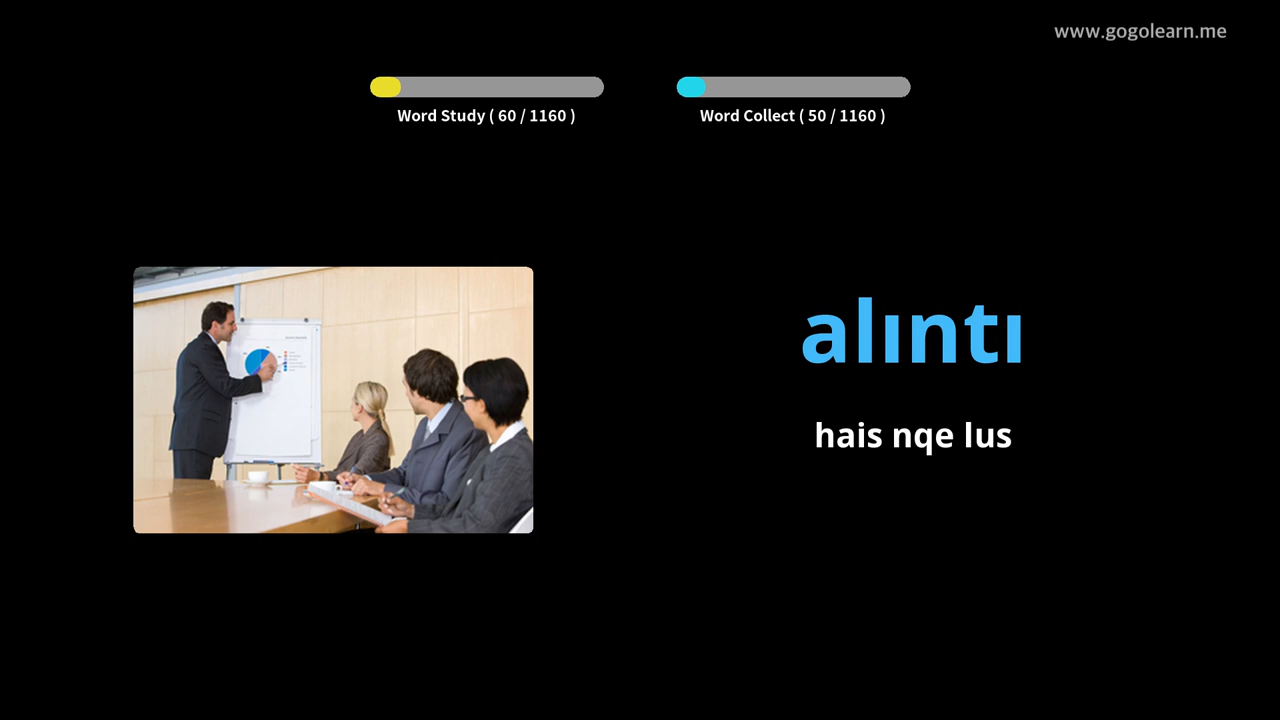 www.gogolearn.me
Word Study ( 60 / 1160 )
Word Collect ( 50 / 1160 )
alıntı
hais nqe lus